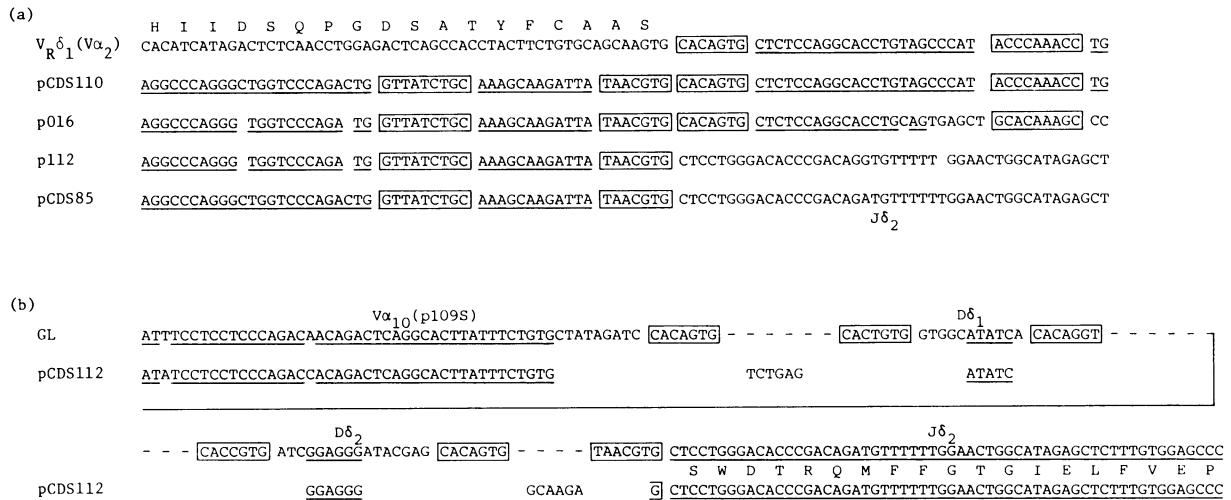 (a)
H I I D S Q P G D S A T Y F C A A S
VRδ1(Vα2) CACATCATAGACTCTCAACCTGGAGACTCAGCCACCTACTTCTGTGCAGCAAGTG CACAGTG CTCTCCAGGCACCTGTAGCCCAT ACCCAAACC TG
pCDS110 AGGCCCAGGGCTGGTCCCAGACTG GTTATCTGC AAAGCAAGATTA TAACGTG CACAGTG CTCTCCAGGCACCTGTAGCCCAT ACCCAAACC TG
p016 AGGCCCAGGG TGGTCCCAGA TG GTTATCTGC AAAGCAAGATTA TAACGTG CACAGTG CTCTCCAGGCACCTGCAGTGAGCT GCACAAAGC CC
p112 AGGCCCAGGG TGGTCCCAGA TG GTTATCTGC AAAGCAAGATTA TAACGTG CTCCTGGGACACCCGACAGGTGTTTTT GGAACTGGCATAGAGCT
pCDS85 AGGCCCAGGGCTGGTCCCAGACTG GTTATCTGC AAAGCAAGATTA TAACGTG CTCCTGGGACACCCGACAGATGTTTTTTGGAACTGGCATAGAGCT
Jδ2
(b)
Vα10(p109S) Dδ1
GL ATTTCCTCCTCCCAGACAACAGACTCAGGCACTTATTTCTGTGCTATAGATC CACAGTG - - - - - - CACTGTG GTGGCATATCA CACAGGT - - - - - -
pCDS112 ATATCCTCCTCCCAGACCACAGACTCAGGCACTTATTTCTGTG TCTGAG ATATC
Dδ2 Jδ2
- - - CACCGTG ATCGGAGGGATACGAG CACAGTG - - - - TAACGTG CTCCTGGGACACCCGACAGATGTTTTTTGGAACTGGCATAGAGCTCTTTGTGGAGCCC
S W D T R Q M F F G T G I E L F V E P
pCDS112 GGAGGG GCAAGA G CTCCTGGGACACCCGACAGATGTTTTTTGGAACTGGCATAGAGCTCTTTGTGGAGCCC